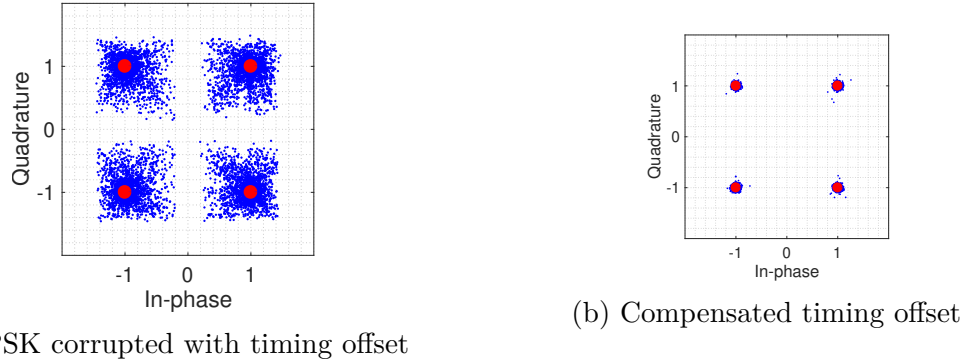 Quadrature
1
0
-1
-1 0 1
In-phase
SK corrupted with timing offset
Quadrature
1
0
-1
-1 0 1
In-phase
(b) Compensated timing offset